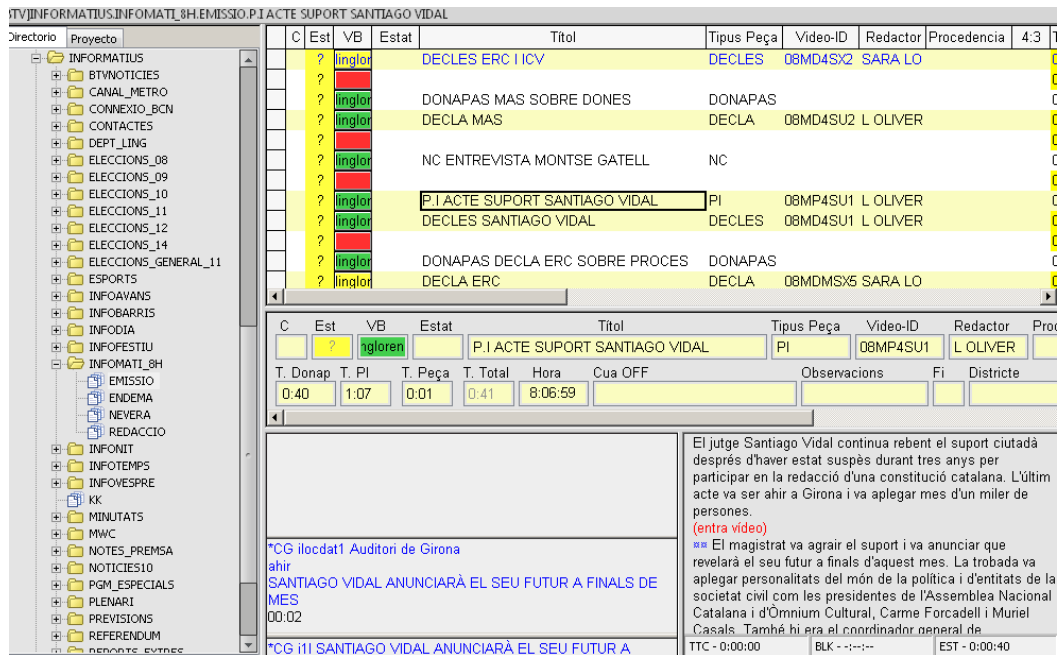 BTV]INFORMATIUS.INFOMATI_8H.EMISSIO.P.I ACTE SUPORT SANTIAGO VIDAL
Directorio Proyecto
INFORMATIUS
BTVNOTICIES
CANAL_METRO
CONNEXIO_BCN
CONTACTES
DEPT_LING
ELECCIONS_08
ELECCIONS_09
ELECCIONS_10
ELECCIONS_11
ELECCIONS_12
ELECCIONS_14
ELECCIONS_GENERAL_11
ESPORTS
INFOAVANS
INFOBARRIS
INFODIA
INFOFESTIU
INFOMATI_8H
EMISSIO
ENDEMA
NEVERA
REDACCIO
INFONIT
INFOTEMPS
INFOVESPRE
KK
MINUTATS
MWC
NOTES_PREMSA
NOTICIES10
PGM_ESPECIALS
PLENARI
PREVISIONS
REFERENDUM
REPORTS_EXTRES
C Est VB Estat Títol Tipus Peça Video-ID Redactor Procedencia 4:3 T
? linglor DECLES ERC I ICV DECLES 08MD4SX2 SARA LO
?
? linglor DONAPAS MAS SOBRE DONES DONAPAS
? linglor DECLA MAS DECLA 08MD4SU2 L OLIVER
?
? linglor NC ENTREVISTA MONTSE GATELL NC
?
? linglor P.I ACTE SUPORT SANTIAGO VIDAL PI 08MP4SU1 L OLIVER
? linglor DECLES SANTIAGO VIDAL DECLES 08MD4SU1 L OLIVER
?
? linglor DONAPAS DECLA ERC SOBRE PROCES DONAPAS
? linglor DECLA ERC DECLA 08MDMSX5 SARA LO
C Est VB Estat Títol Tipus Peça Video-ID Redactor Proc
? ngloren P.I ACTE SUPORT SANTIAGO VIDAL PI 08MP4SU1 L OLIVER
T. Donap T. PI T. Peça T. Total Hora Cua OFF Observacions Fi Districte
0:40 1:07 0:01 0:41 8:06:59
*CG ilocdat1 Auditori de Girona
ahir
SANTIAGO VIDAL ANUNCIARÀ EL SEU FUTUR A FINALS DE
MES
00:02
*CG i1l SANTIAGO VIDAL ANUNCIARÀ EL SEU FUTUR A
El jutge Santiago Vidal continua rebent el suport ciutadà
després d'haver estat suspès durant tres anys per
participar en la redacció d'una constitució catalana. L'últim
acte va ser ahir a Girona i va aplegar mes d'un miler de
persones.
(entra vídeo)
¤¤ El magistrat va agrair el suport i va anunciar que
revelarà el seu futur a finals d'aquest mes. La trobada va
aplegar personalitats del món de la política i d'entitats de la
societat civil com les presidentes de l'Assemblea Nacional
Catalana i d'Òmnium Cultural, Carme Forcadell i Muriel
Casals. També hi era el coordinador general de
TTC - 0:00:00 BLK - -:--:-- EST - 0:00:40